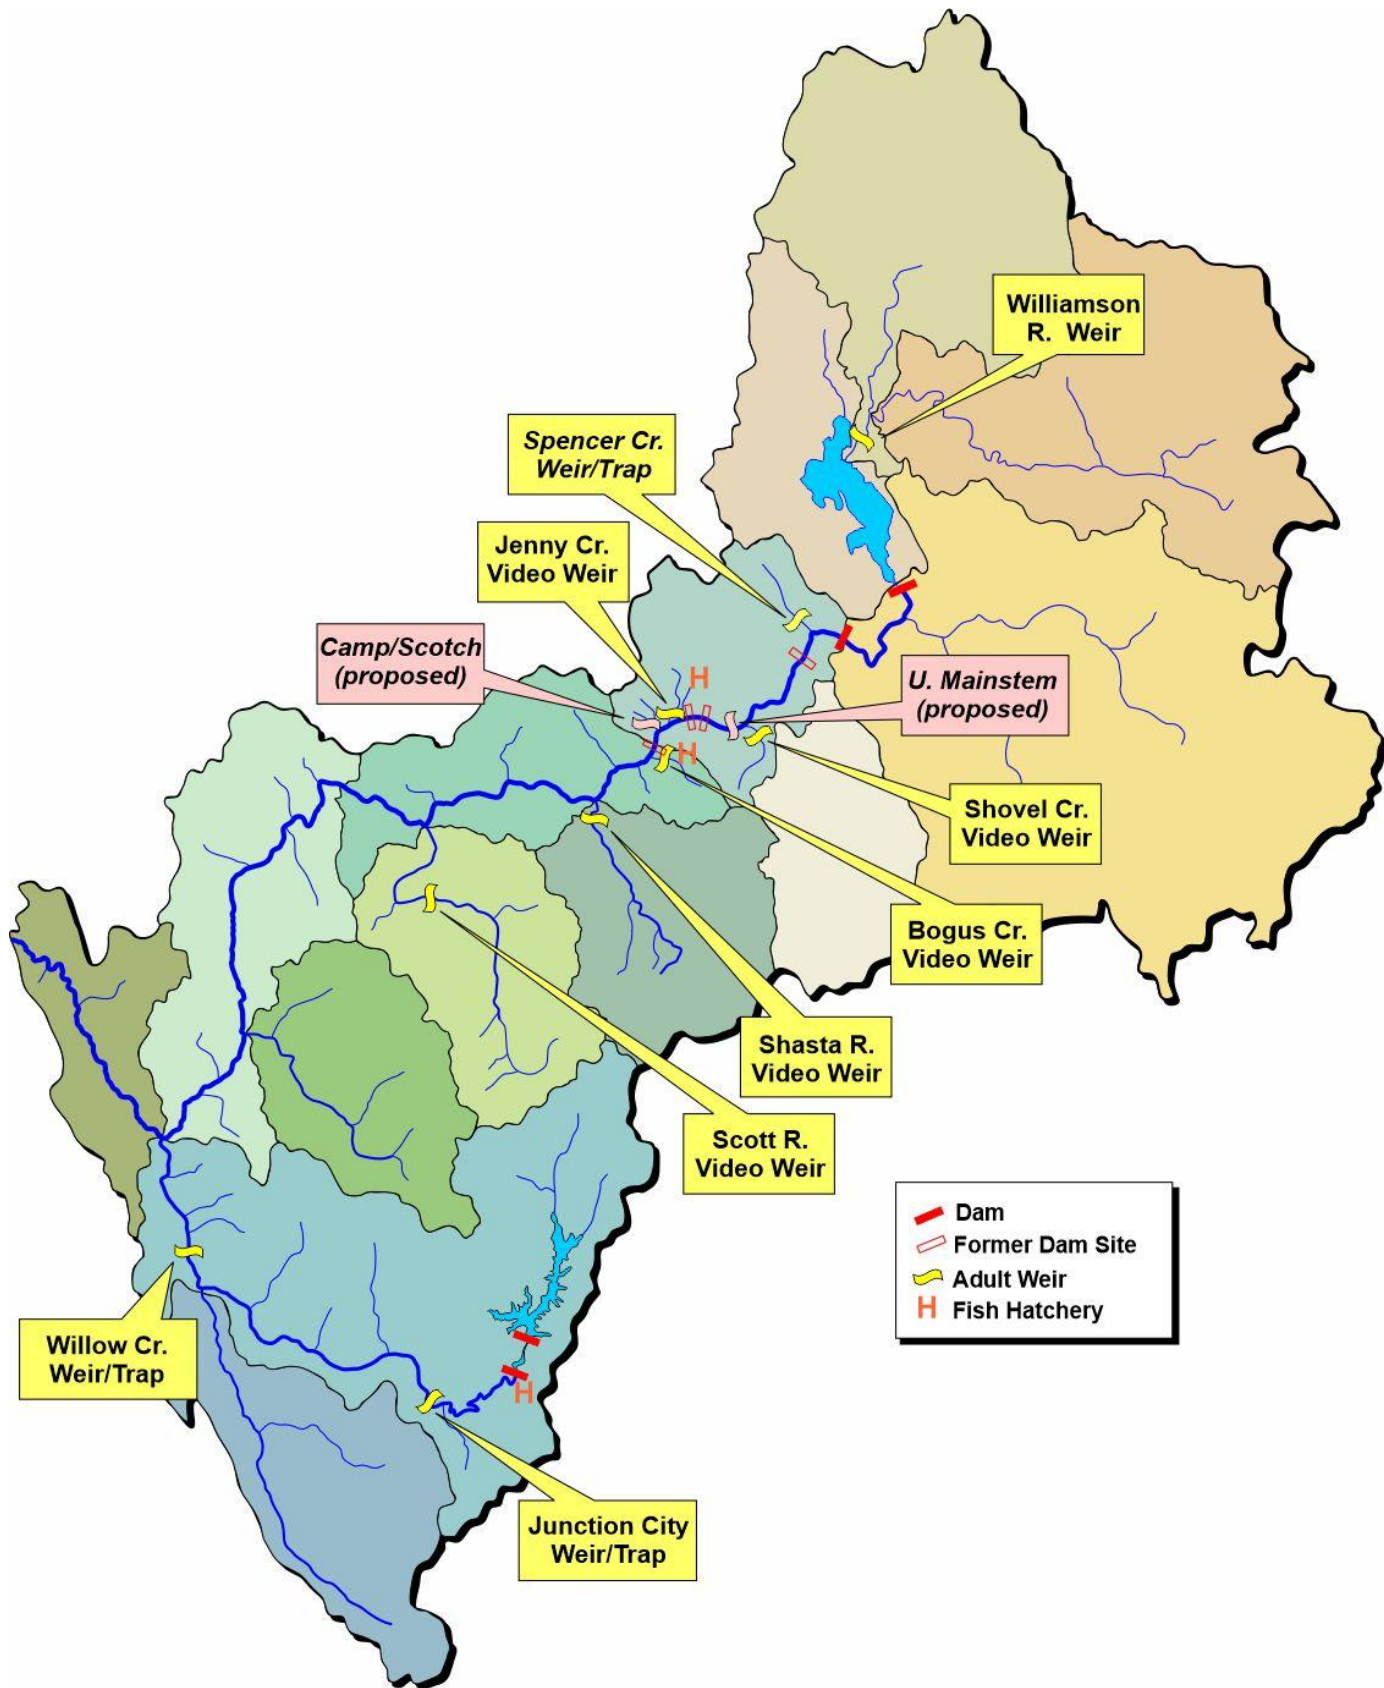 Williamson
R. Weir
Spencer Cr.
Weir/Trap
Jenny Cr.
Video Weir
Camp/Scotch
(proposed)
H
U. Mainstem
(proposed)
H
Shovel Cr.
Video Weir
Bogus Cr.
Video Weir
Shasta R.
Video Weir
Scott R.
Video Weir
Dam
Former Dam Site
Adult Weir
H Fish Hatchery
Willow Cr.
Weir/Trap
H
Junction City
Weir/Trap